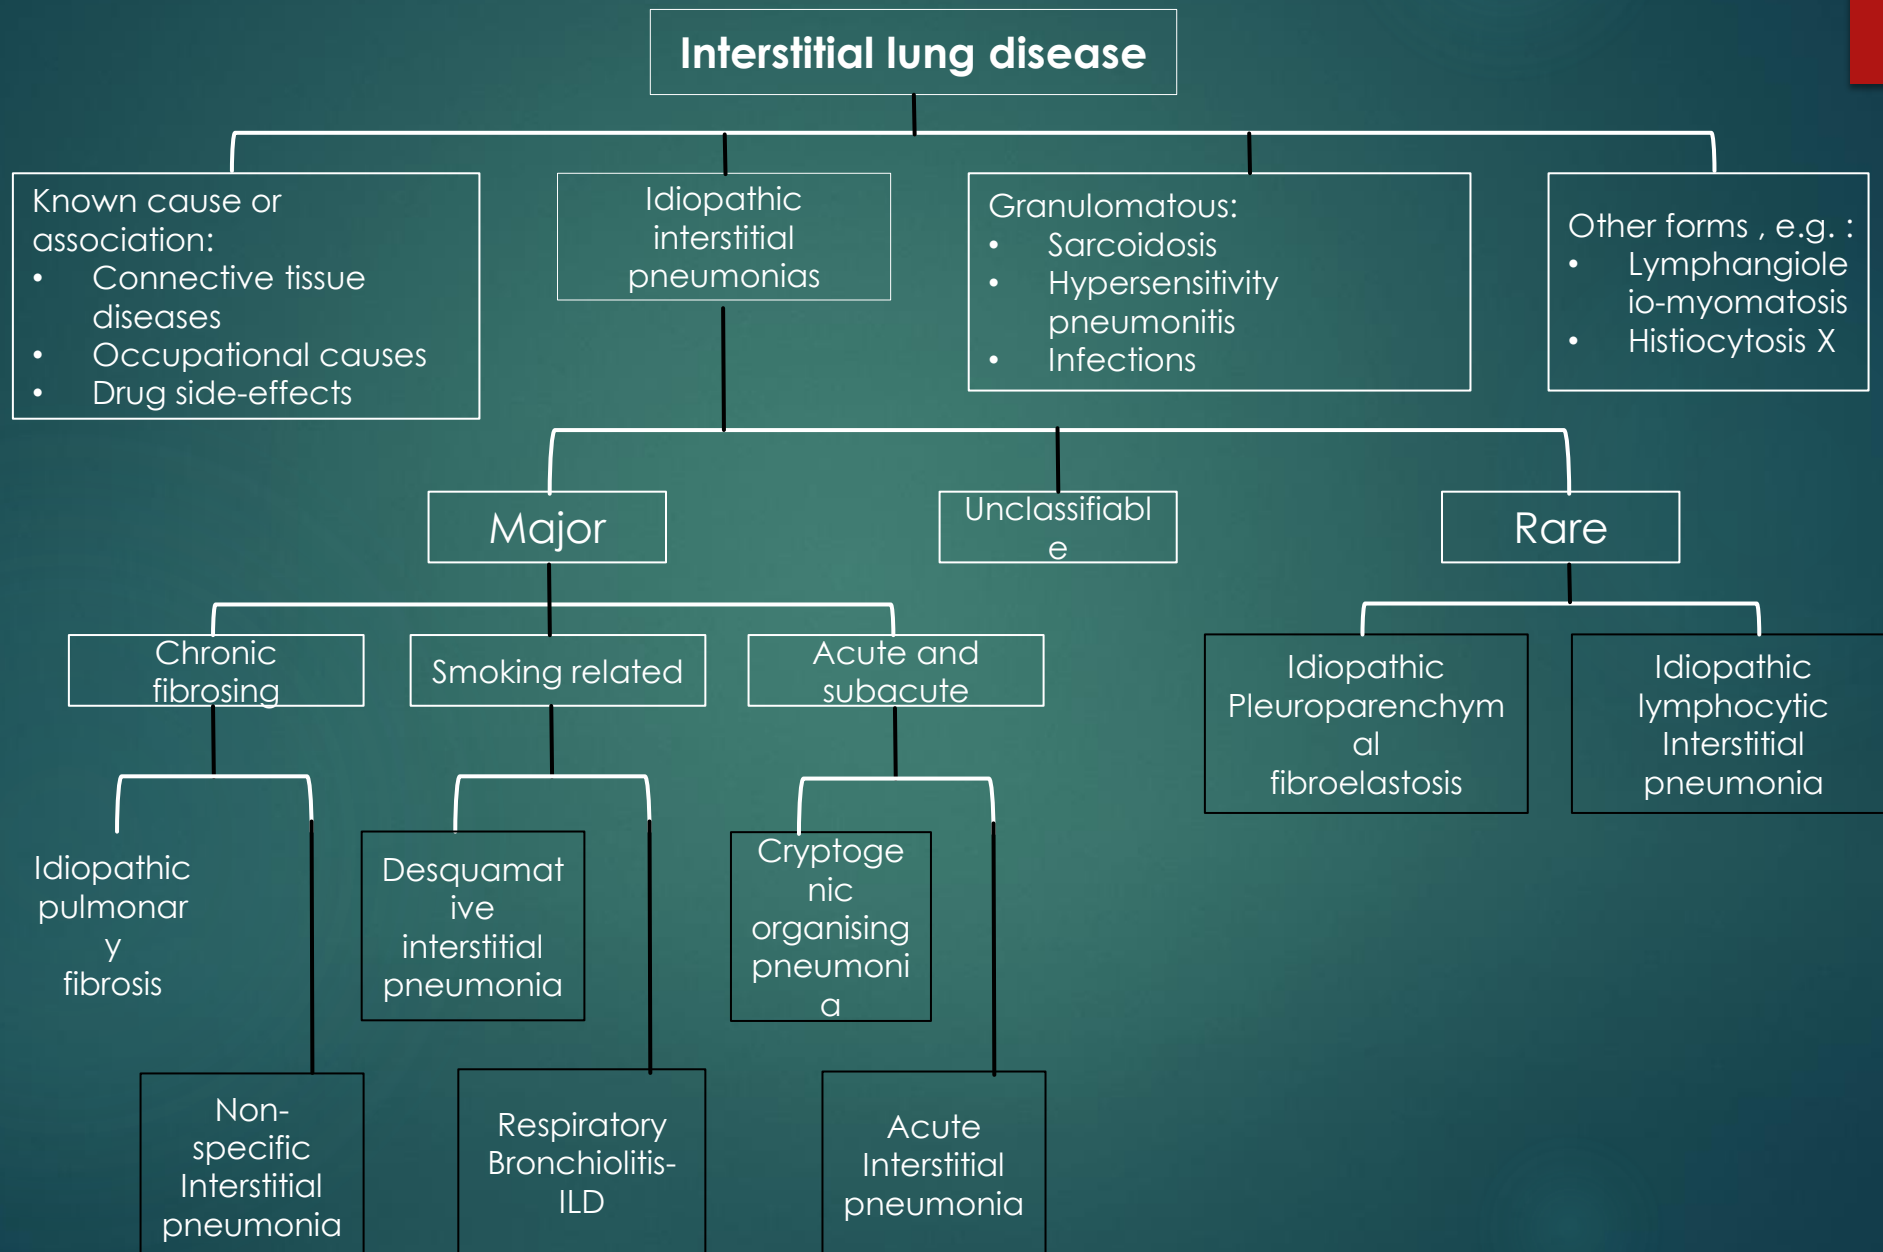 Interstitial lung disease
Known cause or
association:
• Connective tissue
diseases
• Occupational causes
• Drug side-effects
Idiopathic
interstitial
pneumonias
Granulomatous:
• Sarcoidosis
• Hypersensitivity
pneumonitis
• Infections
Other forms , e.g. :
• Lymphangiole
io-myomatosis
• Histiocytosis X
Major
Unclassifiabl
e
Rare
Chronic
fibrosing
Smoking related
Acute and
subacute
Idiopathic
Pleuroparenchym
al
fibroelastosis
Idiopathic
lymphocytic
Interstitial
pneumonia
Idiopathic
pulmonar
y
fibrosis
Desquamat
ive
interstitial
pneumonia
Cryptoge
nic
organising
pneumoni
a
Non-
specific
Interstitial
pneumonia
Respiratory
Bronchiolitis-
ILD
Acute
Interstitial
pneumonia